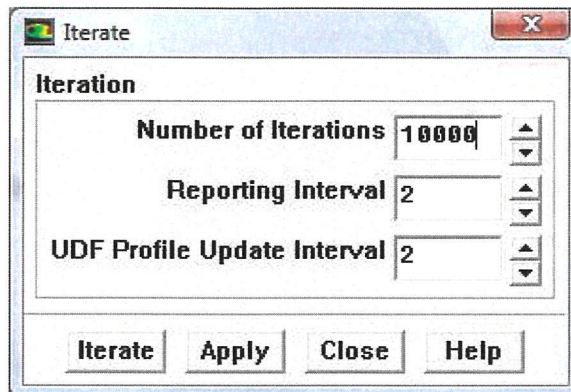 Iterate
Iteration
Number of Iterations 10000
Reporting Interval 2
UDF Profile Update Interval 2
Iterate Apply Close Help